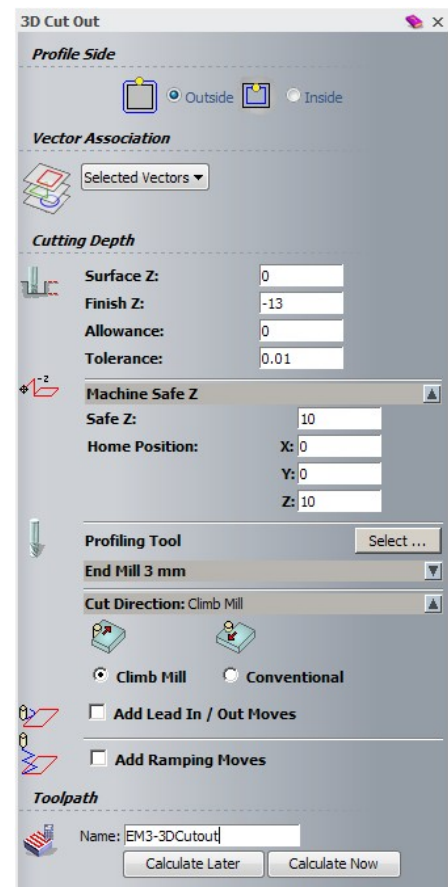 3D Cut Out
Profile Side
Outside Inside
Vector Association
Selected Vectors
Cutting Depth
Surface Z: 0
Finish Z: -13
Allowance: 0
Tolerance: 0.01
-z
Machine Safe Z
Safe Z: 10
Home Position: X: 0
Y: 0
Z: 10
Profiling Tool Select ...
End Mill 3 mm
Cut Direction: Climb Mill
Climb Mill Conventional
Add Lead In / Out Moves
Add Ramping Moves
Toolpath
Name: EM3-3DCutout
Calculate Later Calculate Now